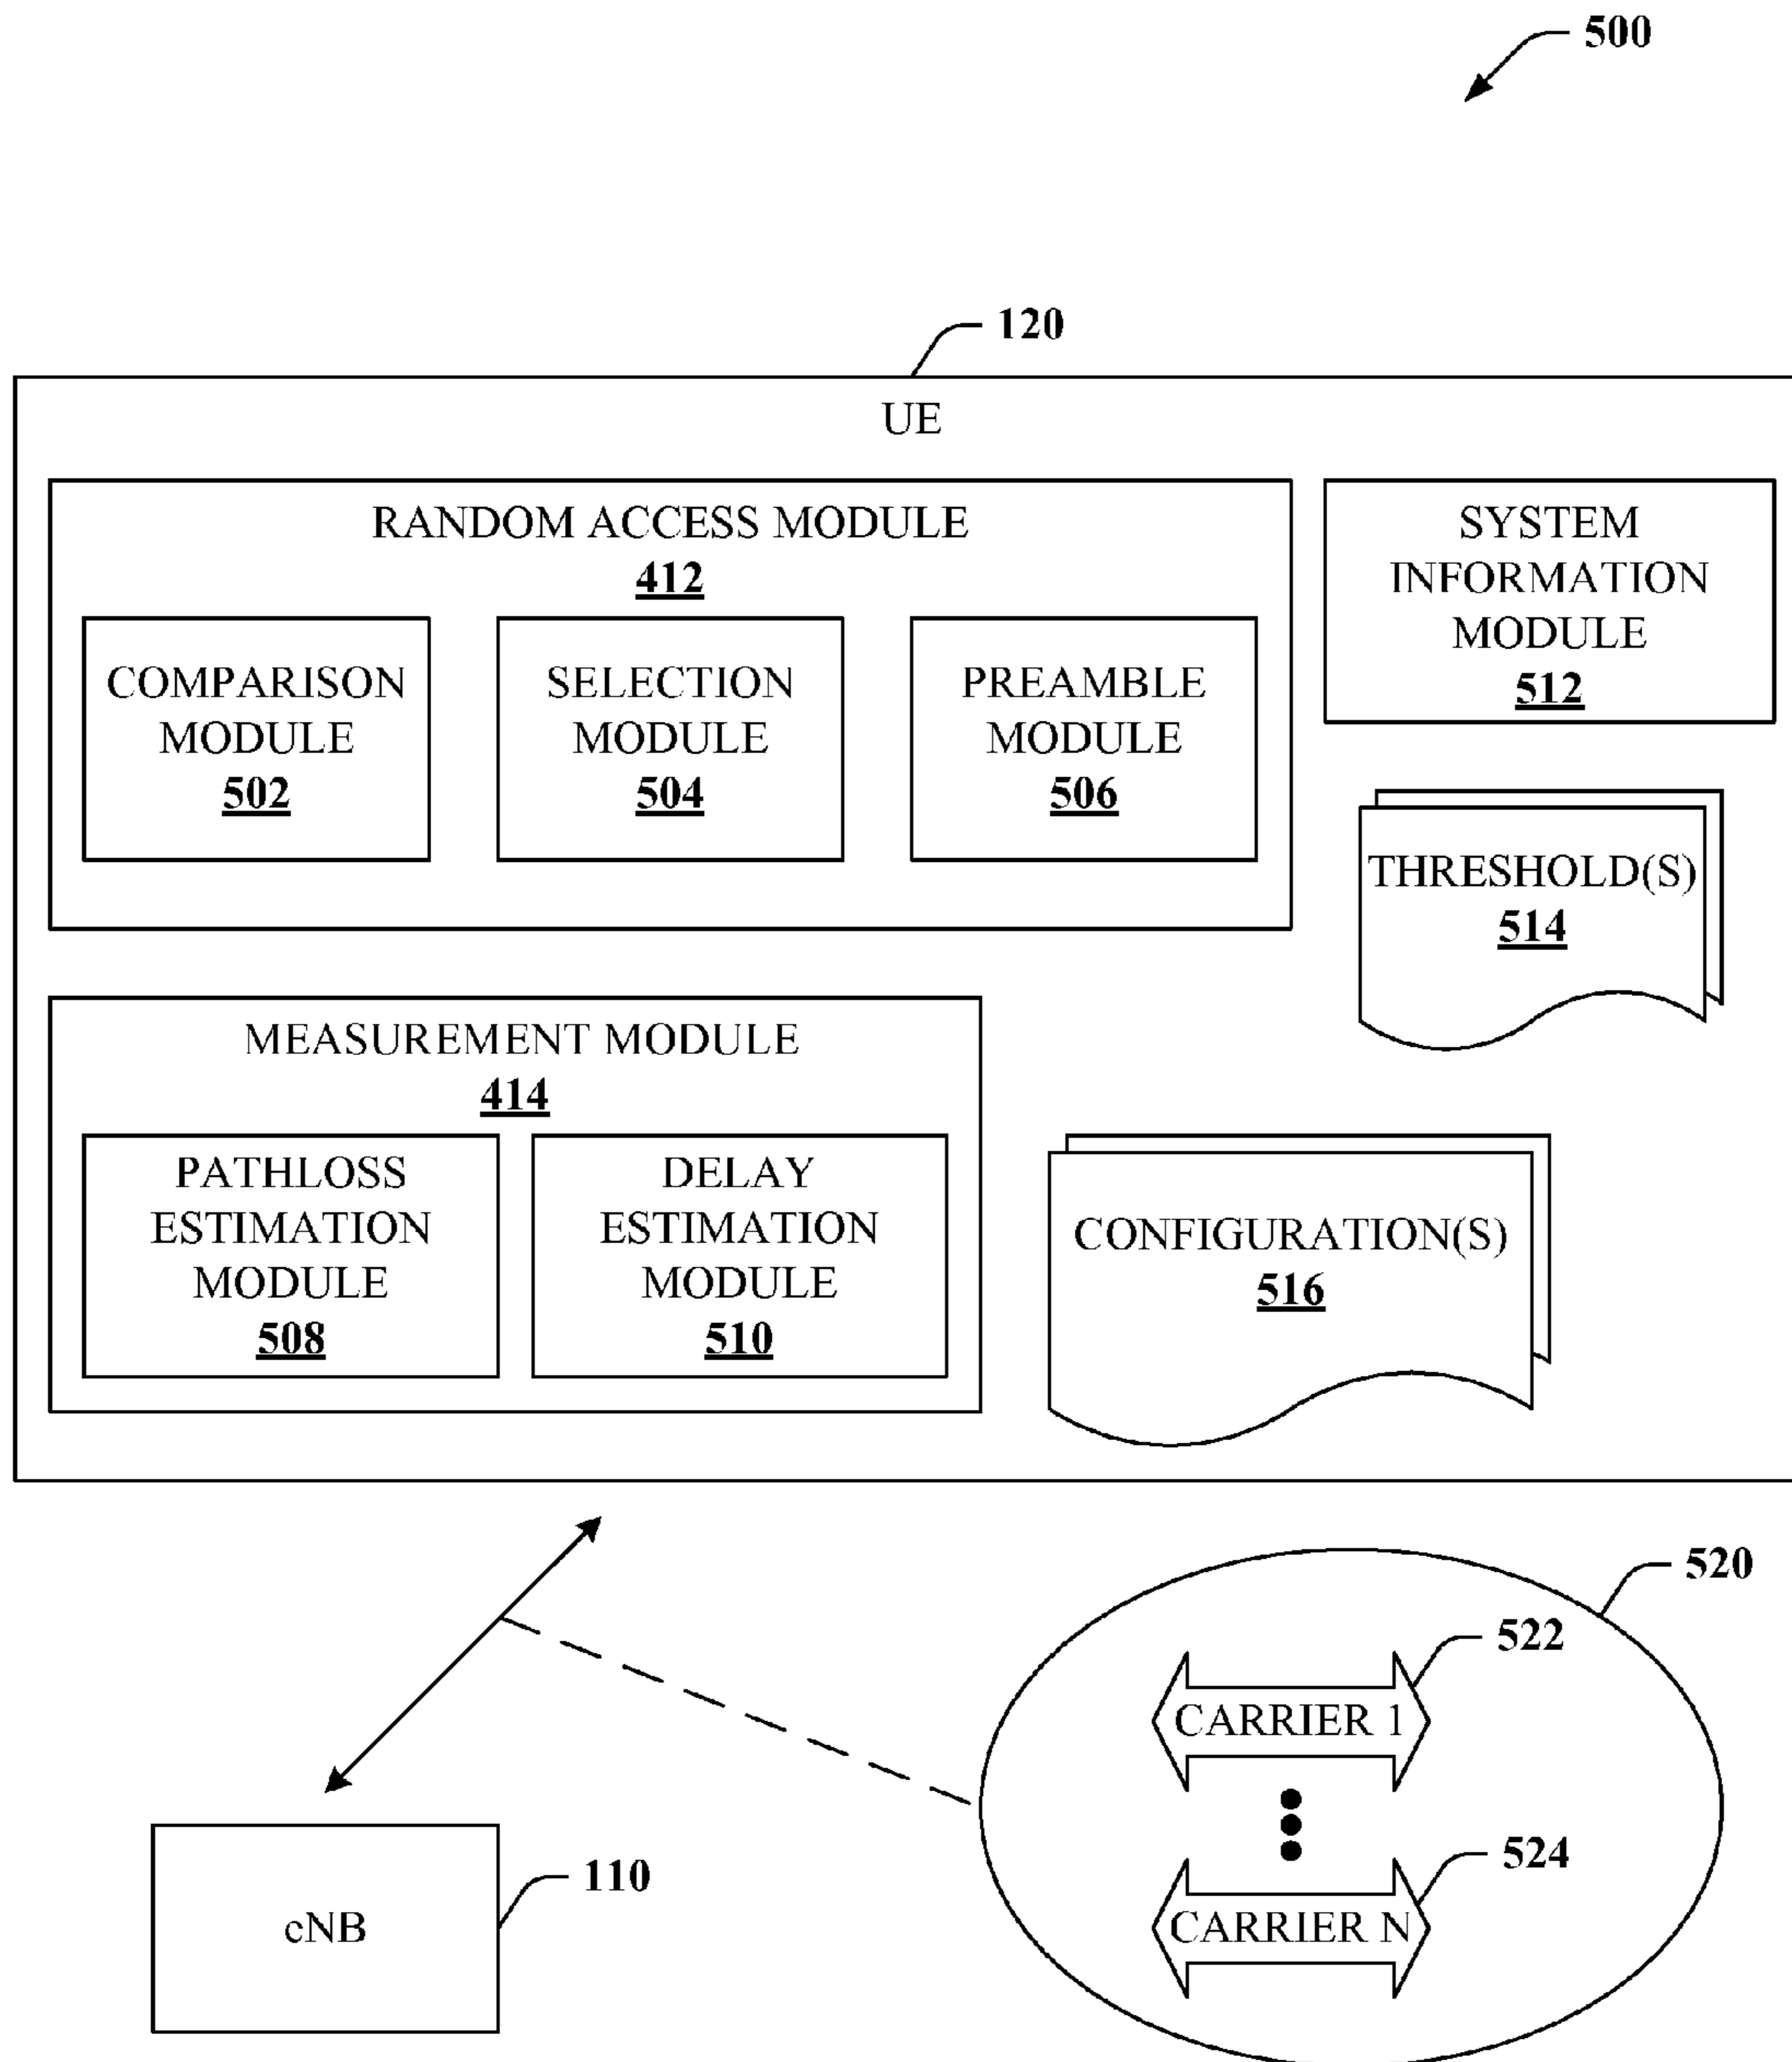 500
120
UE
RANDOM ACCESS MODULE
412
COMPARISON
MODULE
502
SELECTION
MODULE
504
PREAMBLE
MODULE
506
SYSTEM
INFORMATION
MODULE
512
THRESHOLD(S)
514
MEASUREMENT MODULE
414
PATHLOSS
ESTIMATION
MODULE
508
DELAY
ESTIMATION
MODULE
510
CONFIGURATION(S)
516
520
522
CARRIER 1
524
CARRIER N
110
cNB